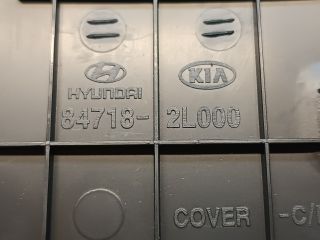 HYUNDAI KIA
84718- 2L000
COVER -C/